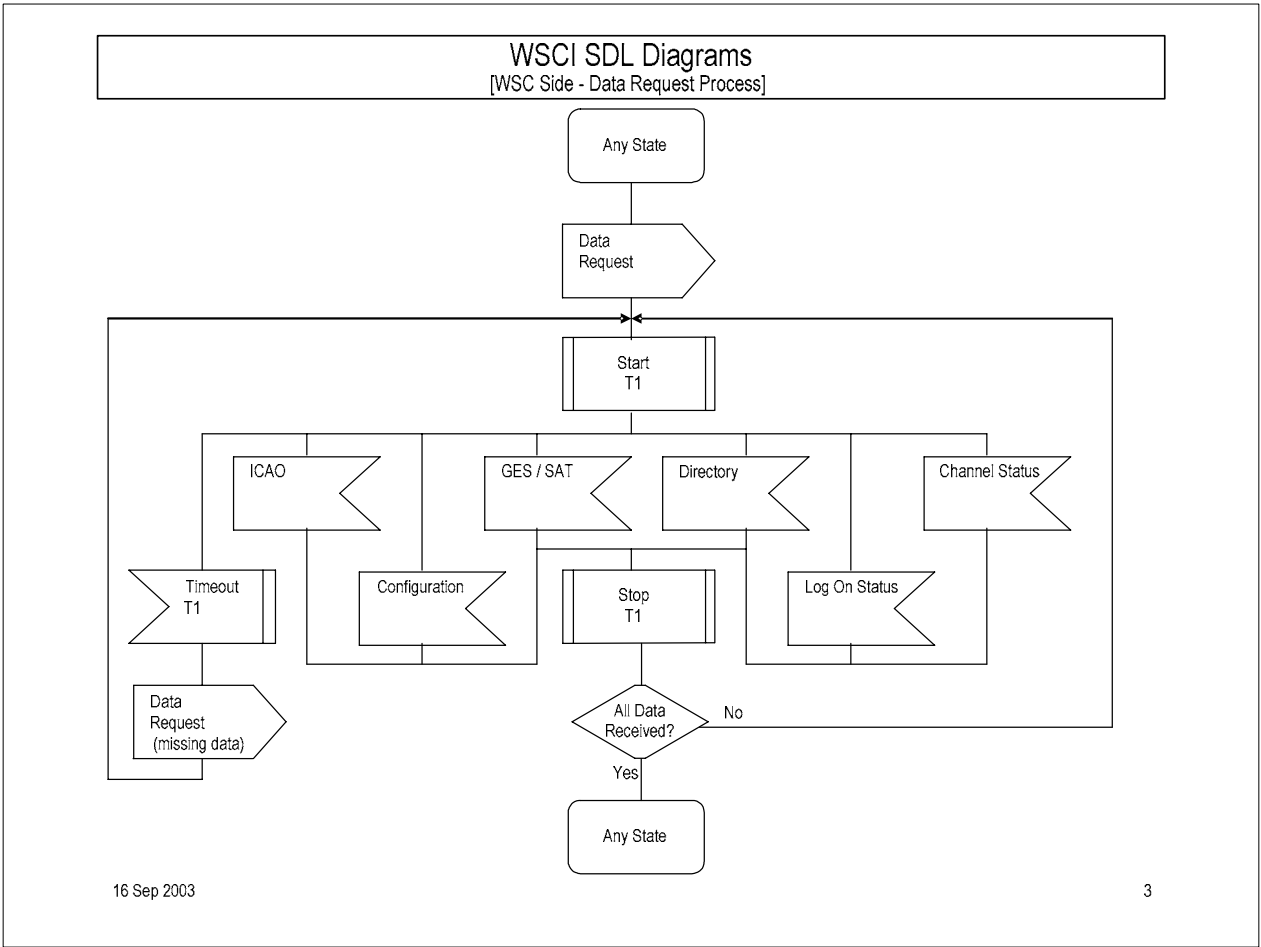 WSCI SDL Diagrams
[WSC Side - Data Request Process]
Any State
Data
Request
Start
T1
ICAO
GES / SAT
Directory
Channel Status
Timeout
T1
Configuration
Stop
T1
Log On Status
Data
Request
(missing data)
All Data
Received?
No
Yes
Any State
16 Sep 2003
3